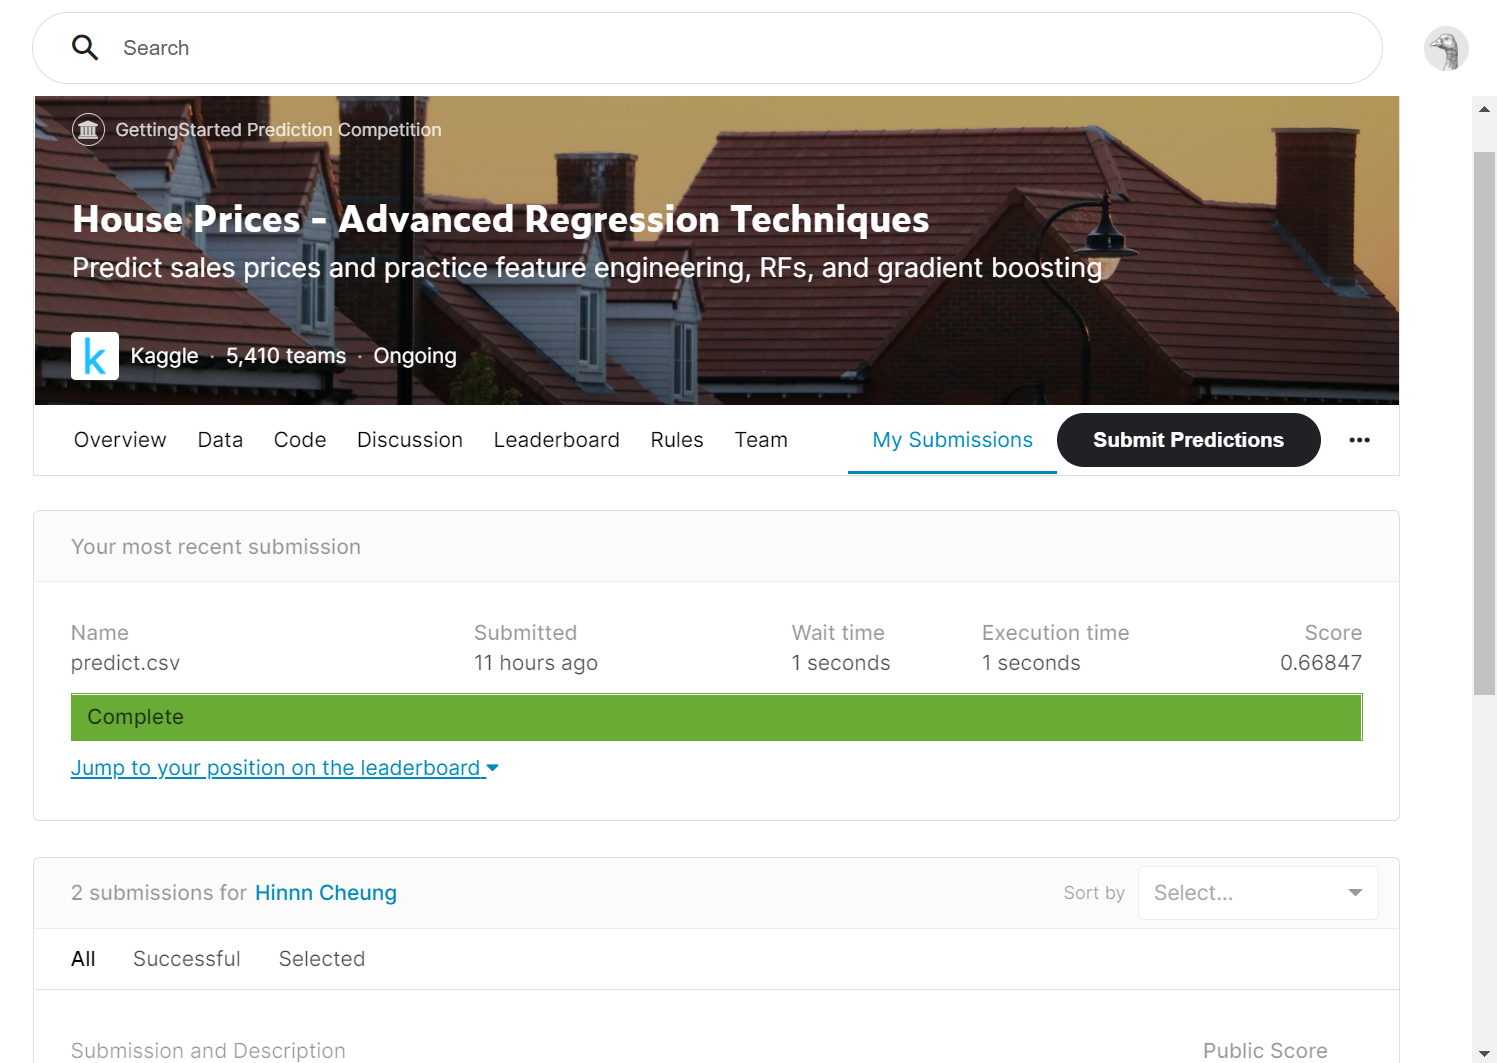 Search
GettingStarted Prediction Competition
House Prices - Advanced Regression Techniques
Predict sales prices and practice feature engineering, RFs, and gradient boosting
k
Kaggle · 5,410 teams · Ongoing
Overview Data Code Discussion Leaderboard Rules Team My Submissions Submit Predictions
Your most recent submission
Name Submitted Wait time Execution time Score
predict.csv 11 hours ago 1 seconds 1 seconds 0.66847
Complete
Jump to your position on the leaderboard
2 submissions for Hinnn Cheung Sort by Select...
All Successful Selected
Submission and Description Public Score